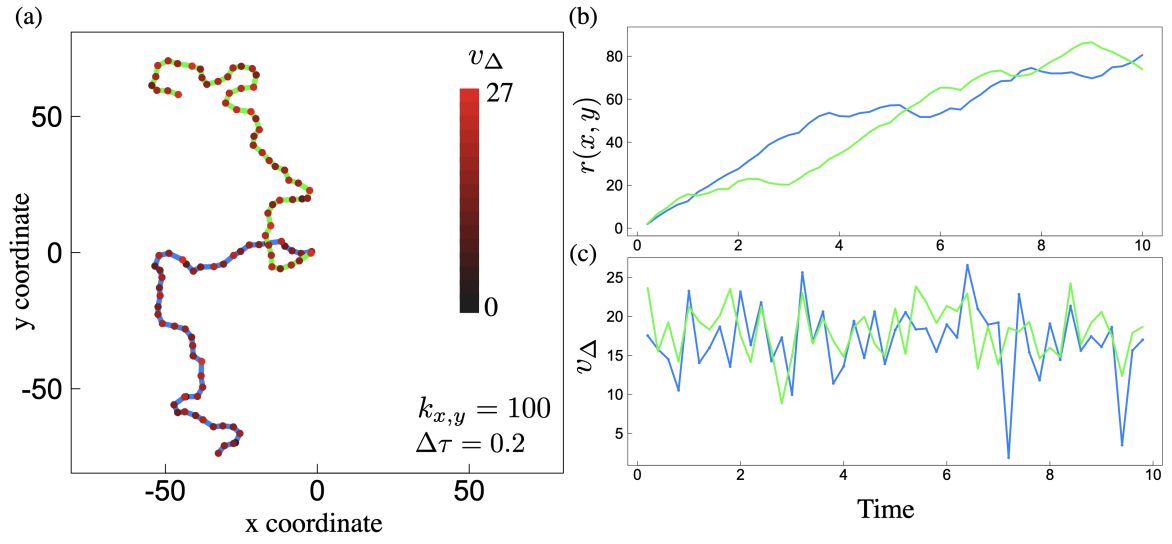 (a)
50
0
-50
y coordinate
-50
0
50
x coordinate
v_Δ
27
0
k_{x,y} = 100
Δτ = 0.2
(b)
80
60
40
20
0
r(x, y)
0
2
4
6
8
10
(c)
25
20
15
10
5
v_Δ
0
2
4
6
8
10
Time